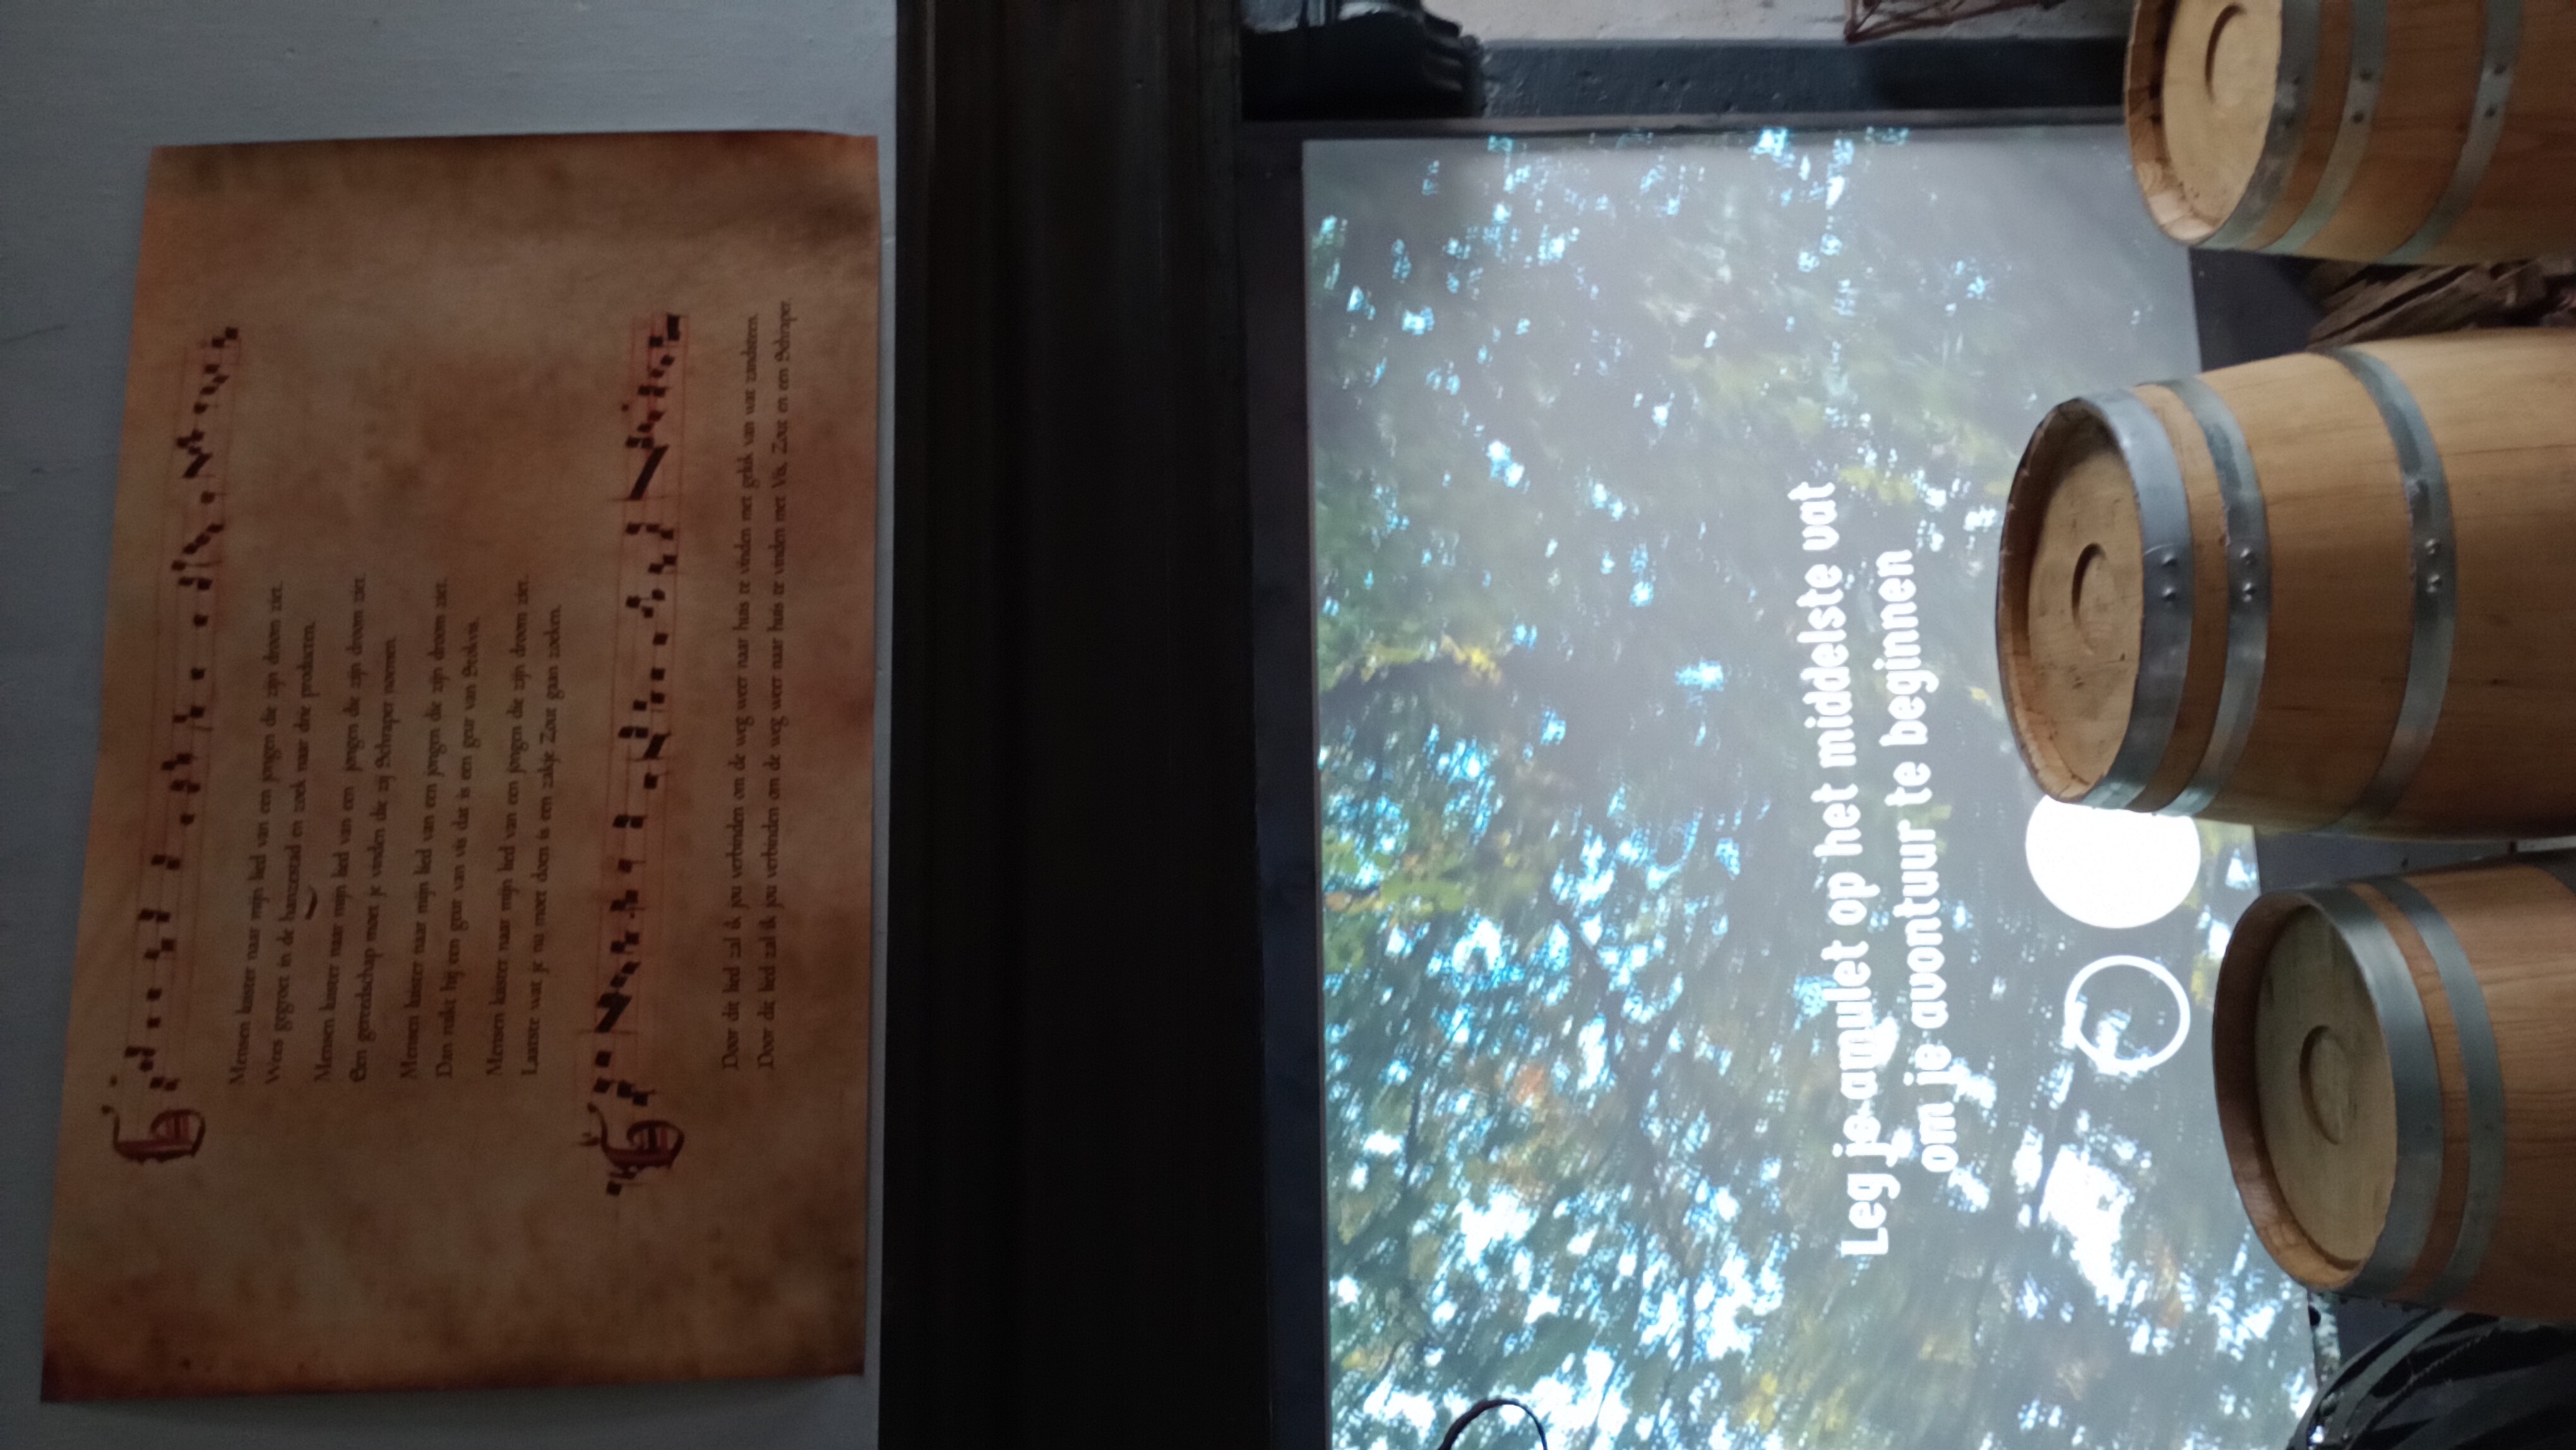 Mensen luister naar mijn lied van een jongen die zijn droom ziet.
Wees gegroet in de hanzestad en zoek naar drie producten.
Mensen luister naar mijn lied van een jongen die zijn droom ziet.
Een gereedschap moet je vinden die zij Schraper noemen.
Mensen luister naar mijn lied van een jongen die zijn droom ziet.
Dan ruikt hij een geur van vis dat is een geur van Stokvis.
Mensen luister naar mijn lied van een jongen die zijn droom ziet.
Laatste wat je nu moet doen is een zakje Zout gaan zoeken.
Door dit lied zal ik jou verbinden om de weg weer naar huis te vinden met geluk van wat zandsteen.
Door dit lied zal ik jou verbinden om de weg weer naar huis te vinden met Vis, Zout en een Schraper.
Leg je amulet op het middelste vat
om je avontuur te beginnen